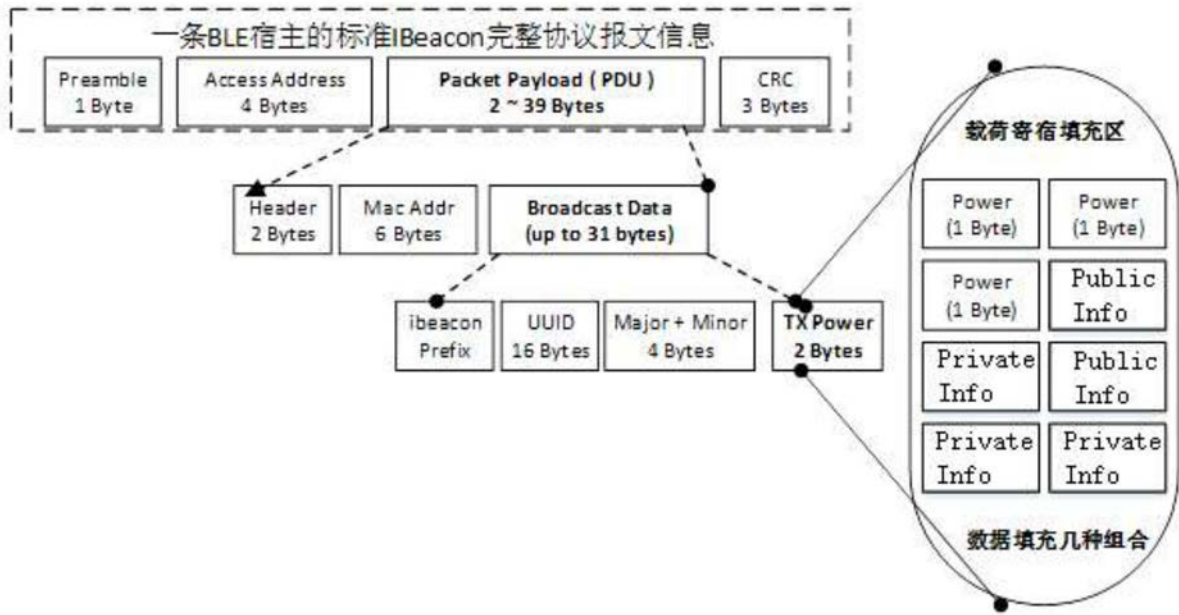 一条BLE宿主的标准IBeacon完整协议报文信息
Preamble
1 Byte
Access Address
4 Bytes
Packet Payload ( PDU )
2 ~ 39 Bytes
CRC
3 Bytes
Header
2 Bytes
Mac Addr
6 Bytes
Broadcast Data
(up to 31 bytes)
ibeacon
Prefix
UUID
16 Bytes
Major + Minor
4 Bytes
TX Power
2 Bytes
载荷寄宿填充区
Power
(1 Byte)
Power
(1 Byte)
Power
(1 Byte)
Public
Info
Private
Info
Public
Info
Private
Info
Private
Info
数据填充几种组合